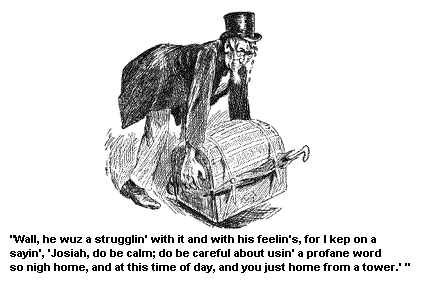 "Wall, he wuz a strugglin' with it and with his feelin's, for I kep on a
sayin', 'Josiah, do be calm; do be careful about usin' a profane word
so nigh home, and at this time of day, and you just home from a tower.' "